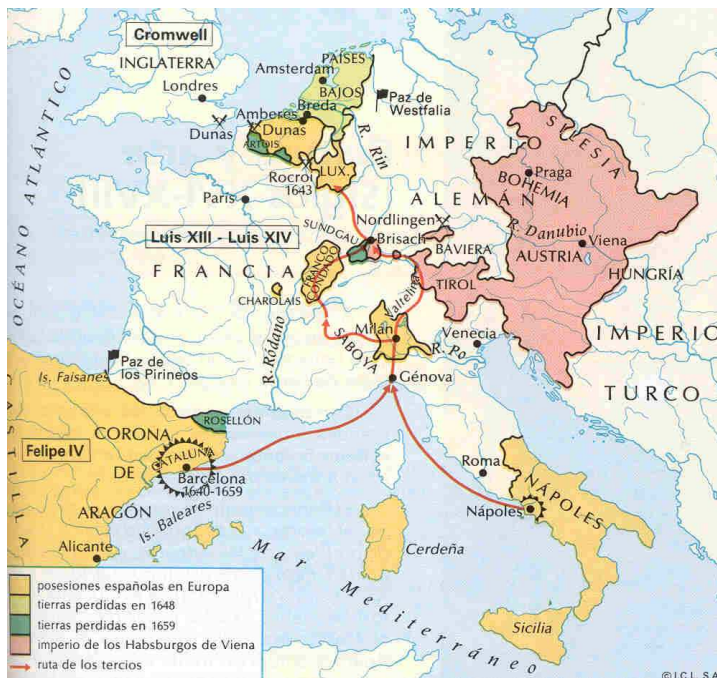 Cromwell
INGLATERRA
Londres
Amsterdam
PAÍSES
BAJOS
Amberes
Breda
Dunas
Dunas
ARTOIS
Paz de
Westfalia
R. Rin
IMPERIO
ALEMÁN
LUX.
Rocroi
1643
París
SILESIA
Praga
BOHEMIA
Nordlingen
R. Danubio
Viena
AUSTRIA
HUNGRÍA
Luis XIII - Luis XIV
SUNDGAU
Brisach
BAVIERA
TIROL
FRANCIA
FRANCO
CONDADO
CHAROLAIS
Valtelina
Milán
SABOYA
R. Ródano
R. Po
Venecia
Génova
IMPERIO
TURCO
OCÉANO ATLÁNTICO
Is. Faisanes
Paz de
los Pirineos
ROSELLÓN
CASTILLA
Felipe IV
CORONA
DE
ARAGÓN
CATALUÑA
Barcelona
1640-1659
Is. Baleares
Alicante
Roma
Nápoles
NÁPOLES
Cerdeña
Sicilia
Mar Mediterráneo
posesiones españolas en Europa
tierras perdidas en 1648
tierras perdidas en 1659
imperio de los Habsburgos de Viena
ruta de los tercios